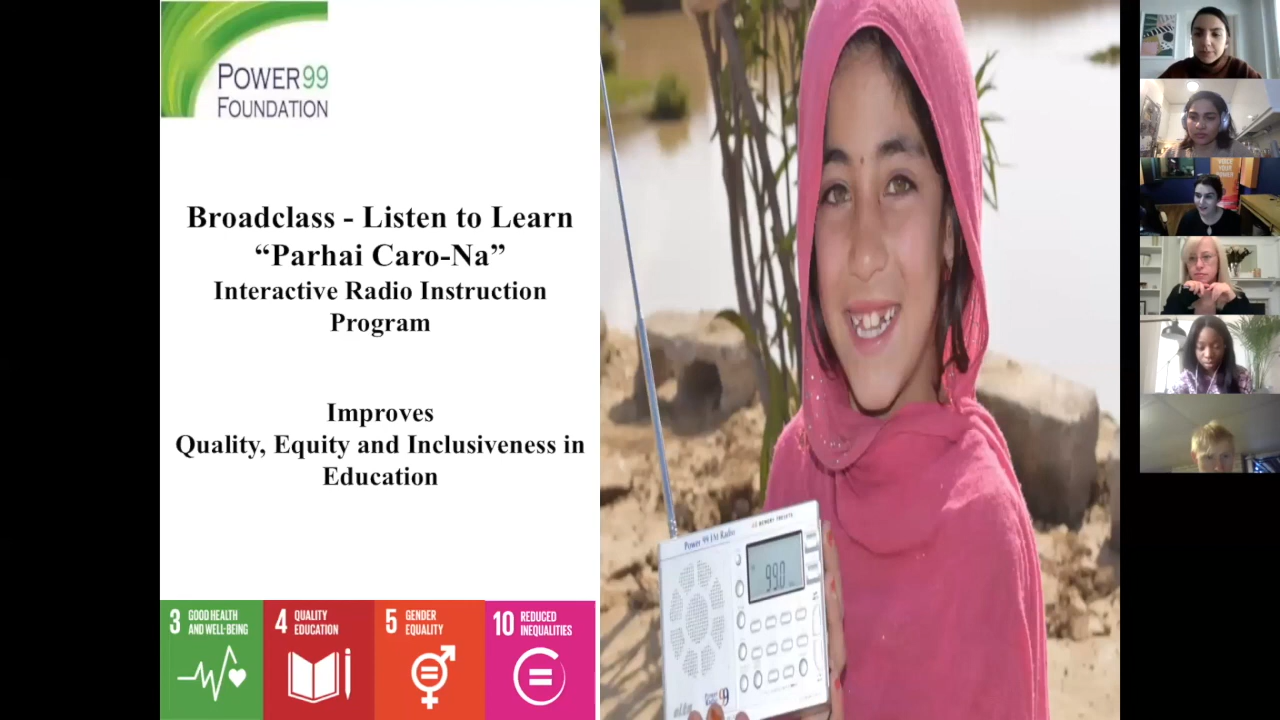 POWER99
FOUNDATION
Broadclass - Listen to Learn
“Parhai Caro-Na”
Interactive Radio Instruction
Program
Improves
Quality, Equity and Inclusiveness in
Education
3 GOOD HEALTH
AND WELL-BEING
4 QUALITY
EDUCATION
5 GENDER
EQUALITY
10 REDUCED
INEQUALITIES
Power 99 FM Radio
MEMORY PRESETS
99.0